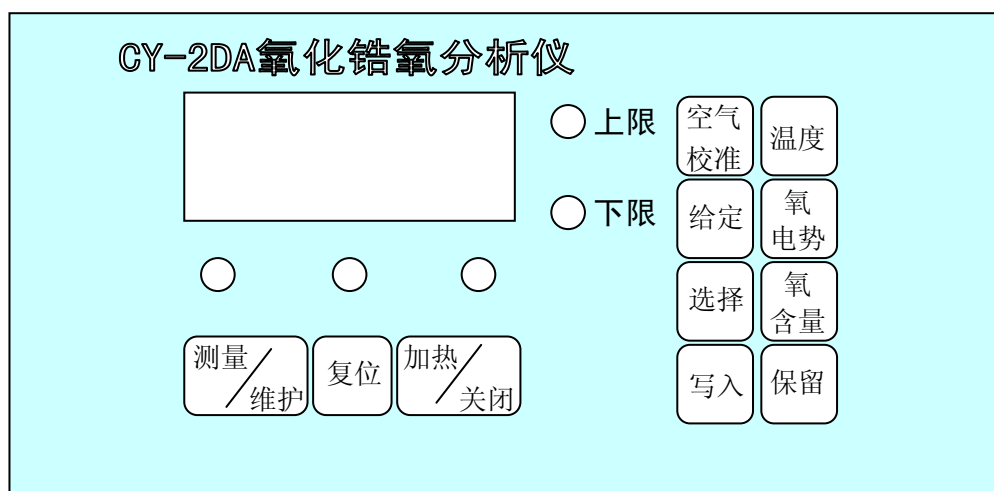 CY-2DA氧化锆氧分析仪
上限
下限
空气
校准
温度
给定
氧
电势
选择
氧
含量
写入
保留
测量/
维护
复位
加热/
关闭